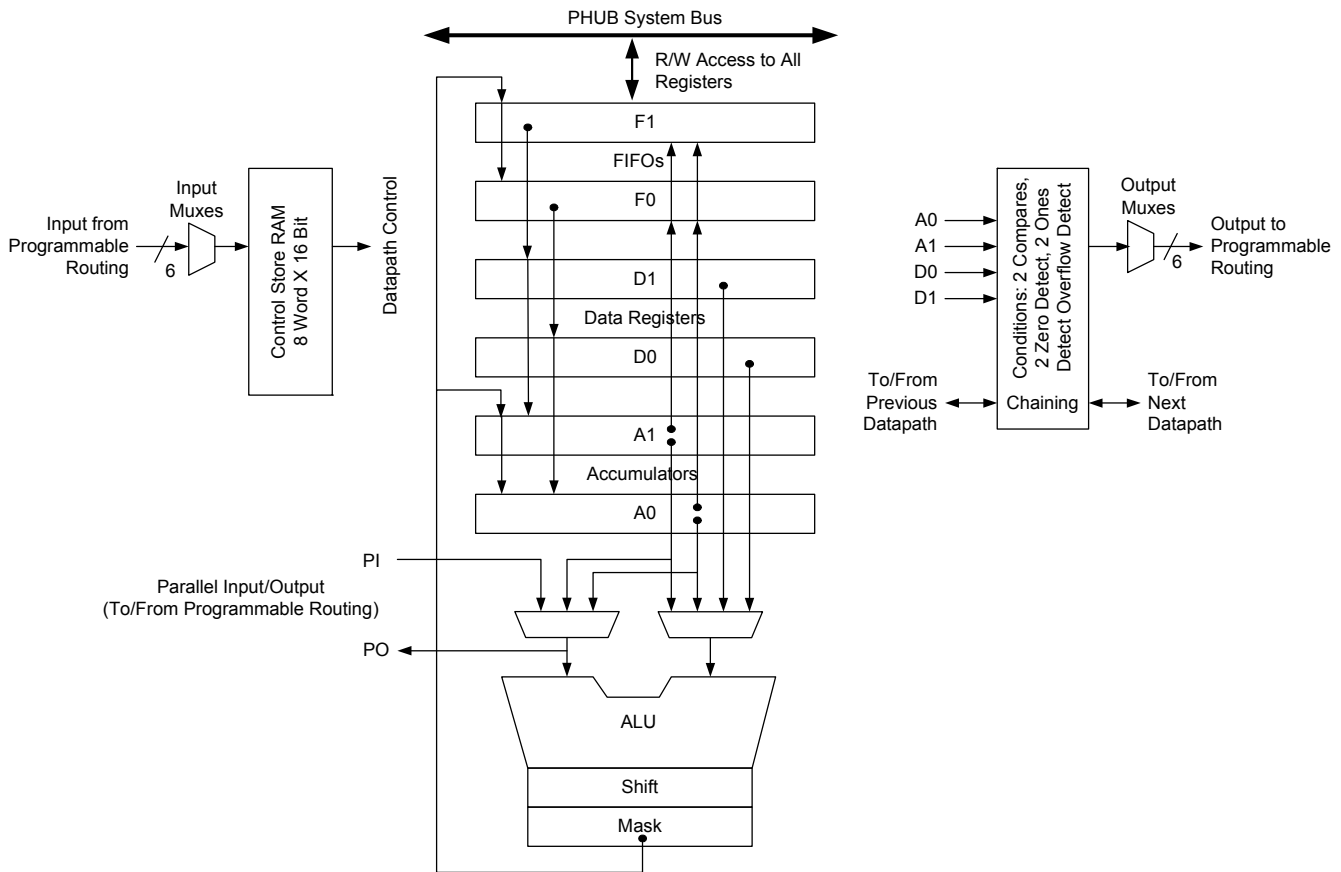 PHUB System Bus
R/W Access to All
Registers
F1
FIFOs
F0
D1
Data Registers
D0
A1
Accumulators
A0
Input from
Programmable
Routing
6
Input
Muxes
Control Store RAM
8 Word X 16 Bit
Datapath Control
A0
A1
D0
D1
Conditions: 2 Compares,
2 Zero Detect, 2 Ones
Detect Overflow Detect
Output
Muxes
6
Output to
Programmable
Routing
To/From
Previous
Datapath
Chaining
To/From
Next
Datapath
PI
Parallel Input/Output
(To/From Programmable Routing)
PO
ALU
Shift
Mask